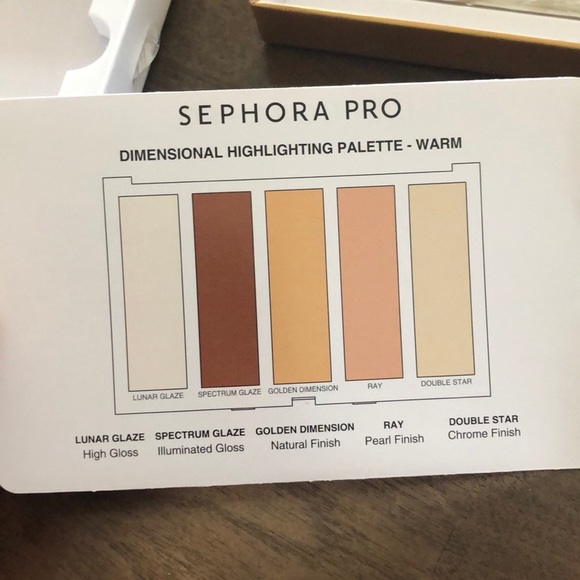 SEPHORA PRO
DIMENSIONAL HIGHLIGHTING PALETTE - WARM
LUNAR GLAZE SPECTRUM GLAZE GOLDEN DIMENSION RAY DOUBLE STAR
LUNAR GLAZE SPECTRUM GLAZE GOLDEN DIMENSION RAY DOUBLE STAR
High Gloss Illuminated Gloss Natural Finish Pearl Finish Chrome Finish